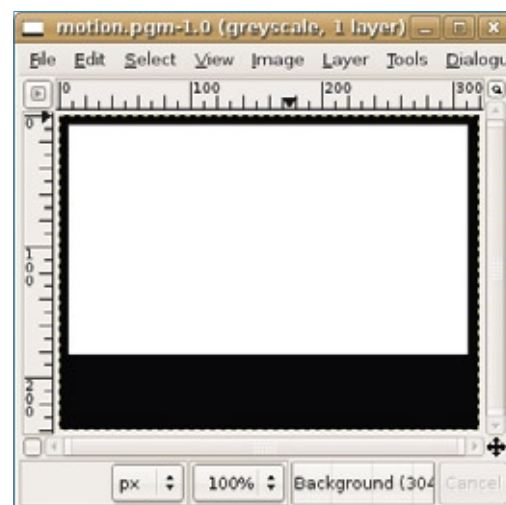 motion.pgm-1.0 (greyscale, 1 layer)
File Edit Select View Image Layer Tools Dialogu
0 100 200 300
0
100
200
px 100% Background (304 Cancel